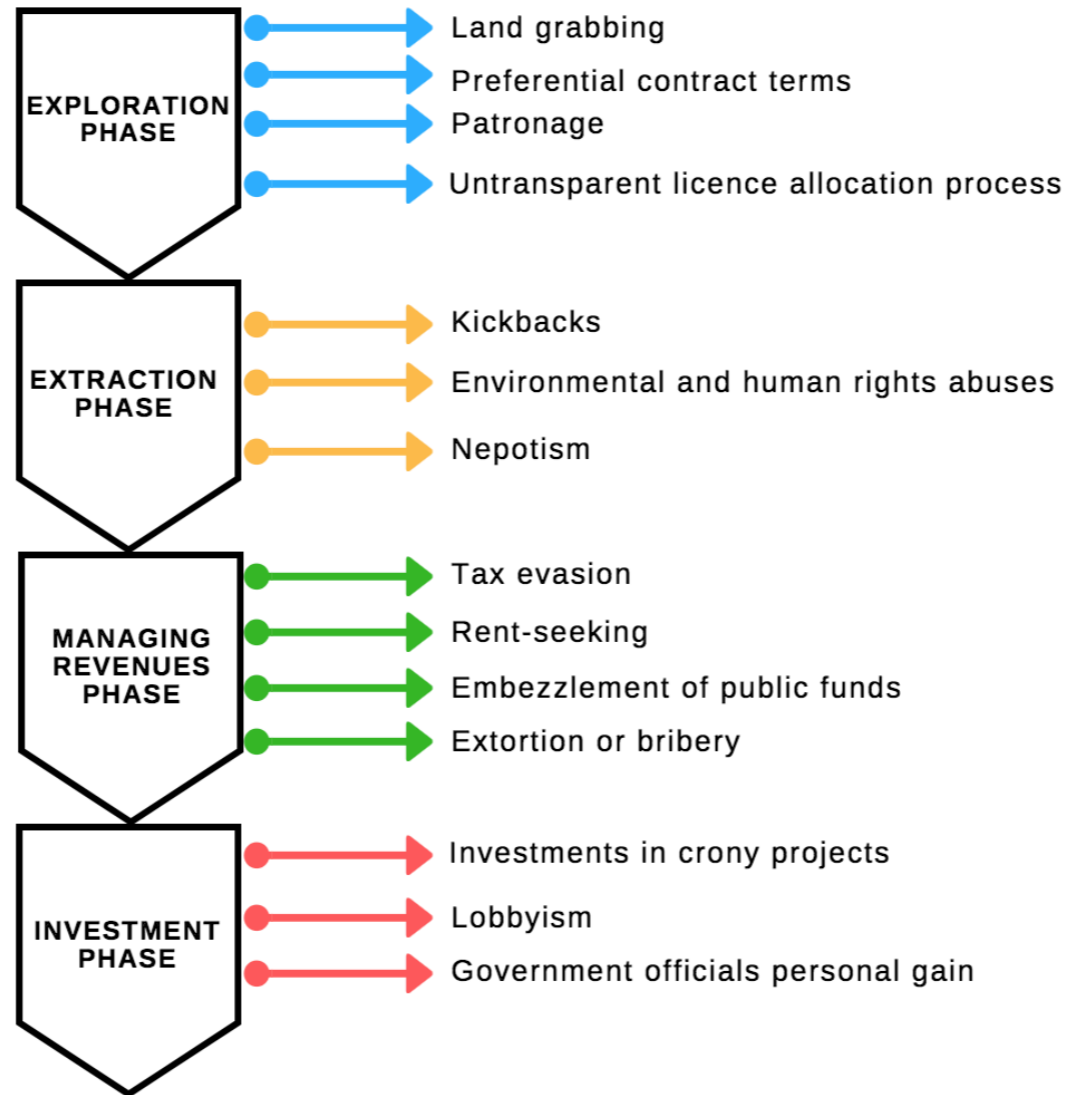 EXPLORATION
PHASE
Land grabbing
Preferential contract terms
Patronage
Untransparent licence allocation process
EXTRACTION
PHASE
Kickbacks
Environmental and human rights abuses
Nepotism
MANAGING
REVENUES
PHASE
Tax evasion
Rent-seeking
Embezzlement of public funds
Extortion or bribery
INVESTMENT
PHASE
Investments in crony projects
Lobbyism
Government officials personal gain